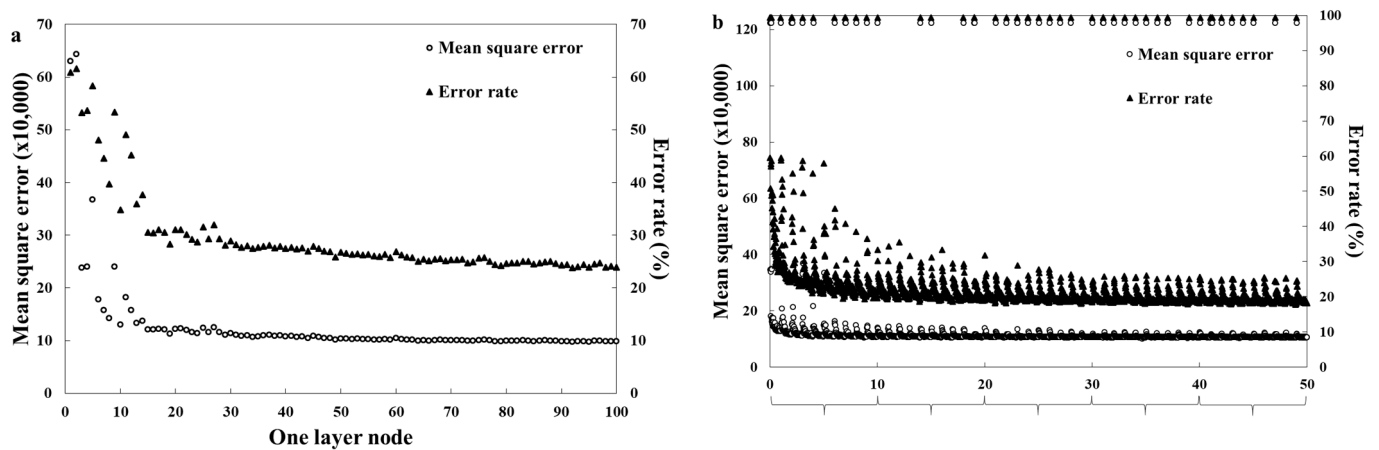 a
Mean square error (x10,000)
70
60
50
40
30
20
10
0
Mean square error
Error rate
70
60
50
40
30
20
10
0
Error rate (%)
0 10 20 30 40 50 60 70 80 90 100
One layer node
b
Mean square error (x10,000)
120
100
80
60
40
20
0
Mean square error
Error rate
100
90
80
70
60
50
40
30
20
10
0
Error rate (%)
0 10 20 30 40 50